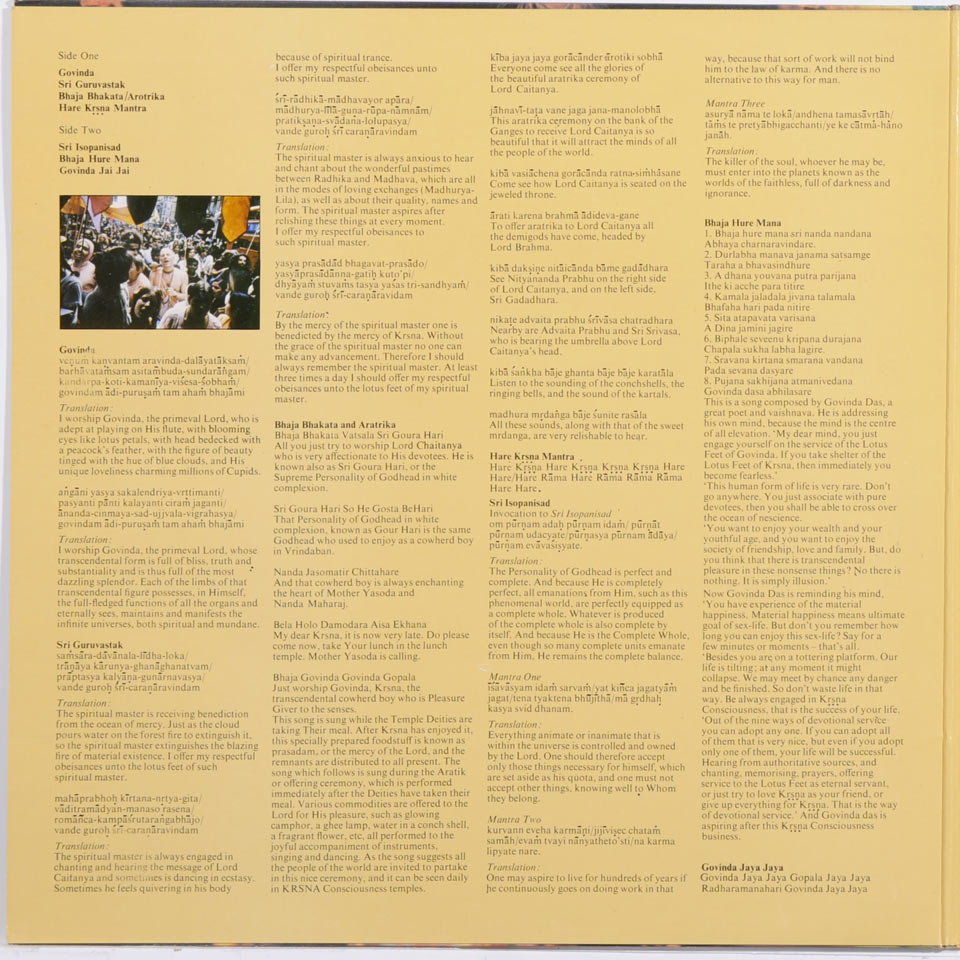 Side One
Govinda
Sri Guruvastak
Bhaja Bhakata/Arotrika
Hare Kṛṣṇa Mantra
Side Two
Sri Isopanisad
Bhaja Hure Mana
Govinda Jai Jai
Govinda
veṇuṁ kanvantam aravinda-dalāyatākṣaṁ/
barhāvataṁsam asitāmbuda-sundarāṅgam/
kandarpa-koti-kamanīya-viśesa-śobham/
govindam ādi-puruṣaṁ tam ahaṁ bhajāmi
Translation:
I worship Govinda, the primeval Lord, who is
adept at playing on His flute, with blooming
eyes like lotus petals, with head bedecked with
a peacock's feather, with the figure of beauty
tinged with the hue of blue clouds, and His
unique loveliness charming millions of Cupids.
aṅgāni yasya sakalendriya-vṛttimanti/
paśyanti pānti kalayanti ciraṁ jaganti/
ānanda-cinmaya-sad-ujjvala-vigrahasya/
govindam ādi-puruṣaṁ tam ahaṁ bhajāmi
Translation:
I worship Govinda, the primeval Lord, whose
transcendental form is full of bliss, truth and
substantiality and is thus full of the most
dazzling splendor. Each of the limbs of that
transcendental figure possesses, in Himself,
the full-fledged functions of all the organs and
eternally sees, maintains and manifests the
infinite universes, both spiritual and mundane.
Sri Guruvastak
saṁsāra-dāvānala-līḍha-loka/
trāṇāya kārunya-ghanāghanatvam/
prāptasya kalyāṇa-gunārnavasya/
vande guroḥ śrī-caraṇāravindam
Translation:
The spiritual master is receiving benediction
from the ocean of mercy. Just as the cloud
pours water on the forest fire to extinguish it,
so the spiritual master extinguishes the blazing
fire of material existence. I offer my respectful
obeisances unto the lotus feet of such
spiritual master.
mahāprabhoḥ kīrtana-nṛtya-gita/
vāditramādyān-manaso rasena/
romāñca-kampāśrutaraṅgabhājo/
vande guroḥ śrī-caraṇāravindam
Translation:
The spiritual master is always engaged in
chanting and hearing the message of Lord
Caitanya and sometimes is dancing in ecstasy.
Sometimes he feels quivering in his body
because of spiritual trance.
I offer my respectful obeisances unto
such spiritual master.
śrī-rādhikā-mādhavayor apāra/
mādhurya-līlā-guṇa-rūpa-nāmnām/
pratikṣaṇa-svādana-lolupasya/
vande guroḥ śrī caraṇāravindam
Translation:
The spiritual master is always anxious to hear
and chant about the wonderful pastimes
between Radhika and Madhava, which are all
in the modes of loving exchanges (Madhurya-
Lila), as well as about their quality, names and
form. The spiritual master aspires after
relishing these things at every moment.
I offer my respectful obeisances to
such spiritual master.
yasya prasādād bhagavat-prasādo/
yasyāprasādānna-gatiḥ kuto'pi/
dhyāyaṁ stuvaṁs tasya yaśas tri-sandhyaṁ/
vande guroḥ śrī-caraṇāravidam
Translation:
By the mercy of the spiritual master one is
benedicted by the mercy of Krsna. Without
the grace of the spiritual master no one can
make any advancement. Therefore I should
always remember the spiritual master. At least
three times a day I should offer my respectful
obeisances unto the lotus feet of my spiritual
master.
Bhaja Bhakata and Aratrika
Bhaja Bhakata Vatsala Sri Goura Hari
All you just try to worship Lord Chaitanya
who is very affectionate to His devotees. He is
known also as Sri Goura Hari, or the
Supreme Personality of Godhead in white
complexion.
Sri Goura Hari So He Gosta BeHari
That Personality of Godhead in white
complexion, known as Gour Hari is the same
Godhead who used to enjoy as a cowherd boy
in Vrindaban.
Nanda Jasomatir Chittahare
And that cowherd boy is always enchanting
the heart of Mother Yasoda and
Nanda Maharaj.
Bela Holo Damodara Aisa Ekhana
My dear Krsna, it is now very late. Do please
come now, take Your lunch in the lunch
temple. Mother Yasoda is calling.
Bhaja Govinda Govinda Gopala
Just worship Govinda, Krsna, the
transcendental cowherd boy who is Pleasure
Giver to the senses.
This song is sung while the Temple Deities are
taking Their meal. After Krsna has enjoyed it,
this specially prepared foodstuff is known as
prasadam, or the mercy of the Lord, and the
remnants are distributed to all present. The
song which follows is sung during the Aratik
or offering ceremony, which is performed
immediately after the Deities have taken their
meal. Various commodities are offered to the
Lord for His pleasure, such as glowing
camphor, a ghee lamp, water in a conch shell,
a fragrant flower, etc, all performed to the
joyful accompaniment of instruments,
singing and dancing. As the song suggests all
the people of the world are invited to partake
in this nice ceremony, and it can be seen daily
in KRSNA Consciousness temples.
kība jaya jaya gorācānder ārotiki sobhā
Everyone come see all the glories of
the beautiful aratrika ceremony of
Lord Caitanya.
jāhnavī-tața vane jaga jana-manolobhā
This aratrika ceremony on the bank of the
Ganges to receive Lord Caitanya is so
beautiful that it will attract the minds of all
the people of the world.
kibā vasiāchena gorācānda ratna-siṁhāsane
Come see how Lord Caitanya is seated on the
jeweled throne.
ārati karena brahmā ādideva-gane
To offer aratrika to Lord Caitanya all
the demigods have come, headed by
Lord Brahma.
kibā dakṣiṇe nitāicānda bāme gadādhara
See Nityānanda Prabhu on the right side
of Lord Caitanya, and on the left side,
Sri Gadadhara.
nikate advaita prabhu śrīvāsa chatradhara
Nearby are Advaita Prabhu and Sri Srivasa,
who is bearing the umbrella above Lord
Caitanya's head.
kibā śaṅkha bāje ghanta bāje bāje karatāla
Listen to the sounding of the conchshells, the
ringing bells, and the sound of the kartals.
madhura mṛdaṅga bāje śunite rasāla
All these sounds, along with that of the sweet
mrdanga, are very relishable to hear.
Hare Kṛṣṇa Mantra
Hare Kṛṣṇa Hare Kṛṣṇa Kṛṣṇa Kṛṣṇa Hare
Hare/Hare Rāma Hare Rāma Rāma Rāma
Hare Hare.
Sri Isopanisad
Invocation to Sri Isopanisad
om pūrṇam adaḥ pūrṇam idaṁ/ pūrṇāt
pūrṇam udacyate/pūrṇasya pūrṇam ādāya/
pūrṇam evāvaśiṣyate.
Translation:
The Personality of Godhead is perfect and
complete. And because He is completely
perfect, all emanations from Him, such as this
phenomenal world, are perfectly equipped as
a complete whole. Whatever is produced
of the complete whole is also complete by
itself. And because He is the Complete Whole,
even though so many complete units emanate
from Him, He remains the complete balance.
Mantra One
īśāvāsyam idaṁ sarvaṁ/yat kiñca jagatyāṁ
jagat/tena tyaktena bhuñjīthā/mā gṛdhaḥ
kasya svid dhanam.
Translation:
Everything animate or inanimate that is
within the universe is controlled and owned
by the Lord. One should therefore accept
only those things necessary for himself, which
are set aside as his quota, and one must not
accept other things, knowing well to Whom
they belong.
Mantra Two
kurvann eveha karmāṇi/jijīviṣec chataṁ
samāh/evaṁ tvayi nānyatheto'sti/na karma
lipyate nare.
Translation:
One may aspire to live for hundreds of years if
he continuously goes on doing work in that
way, because that sort of work will not bind
him to the law of karma. And there is no
alternative to this way for man.
Mantra Three
asuryā nāma te lokā/andhena tamasāvrtāh/
tāṁs te pretyābhigacchanti/ye ke cātmā-hāno
janāḥ.
Translation:
The killer of the soul, whoever he may be,
must enter into the planets known as the
worlds of the faithless, full of darkness and
ignorance.
Bhaja Hure Mana
1. Bhaja hure mana sri nanda nandana
Abhaya charnaravindare.
2. Durlabha manava janama satsamge
Taraha a bhavasindhure
3. A dhana youvana putra parijana
Ithe ki acche para titire
4. Kamala jaladala jivana talamala
Bhafaha hari pada nitire
5. Sita atapavata varisana
A Dina jamini jagire
6. Biphale seveenu kripana durajana
Chapala sukha labha lagire.
7. Sravana kirtana smarana vandana
Pada sevana dasyare
8. Pujana sakhijana atmanivedana
Govinda dasa abhilasare
This is a song composed by Govinda Das, a
great poet and vaishnava. He is addressing
his own mind, because the mind is the centre
of all elevation. 'My dear mind, you just
engage yourself on the service of the Lotus
Feet of Govinda. If you take shelter of the
Lotus Feet of Krsna, then immediately you
become fearless.'
'This human form of life is very rare. Don't
go anywhere. You just associate with pure
devotees, then you shall be able to cross over
the ocean of nescience.
'You want to enjoy your wealth and your
youthful age, and you want to enjoy the
society of friendship, love and family. But, do
you think that there is transcendental
pleasure in these nonsense things? No there is
nothing. It is simply illusion.'
Now Govinda Das is reminding his mind,
'You have experience of the material
happiness. Material happiness means ultimate
goal of sex-life. But don't you remember how
long you can enjoy this sex-life? Say for a
few minutes or moments – that's all.
'Besides you are on a tottering platform. Our
life is tilting; at any moment it might
collapse. We may meet by chance any danger
and be finished. So don't waste life in that
way. Be always engaged in Kṛṣṇa
Consciousness, that is the success of your life.
'Out of the nine ways of devotional service
you can adopt any one. If you can adopt all
of them that is very nice, but even if you adopt
only one of them, your life will be successful.
Hearing from authoritative sources, and
chanting, memorising, prayers, offering
service to the Lotus Feet as eternal servant,
or just try to love Kṛṣṇa as your friend, or
give up everything for Kṛṣṇa. That is the way
of devotional service.' And Govinda das is
aspiring after this Kṛṣṇa Consciousness
business.
Govinda Jaya Jaya
Govinda Jaya Jaya Gopala Jaya Jaya
Radharamanahari Govinda Jaya Jaya